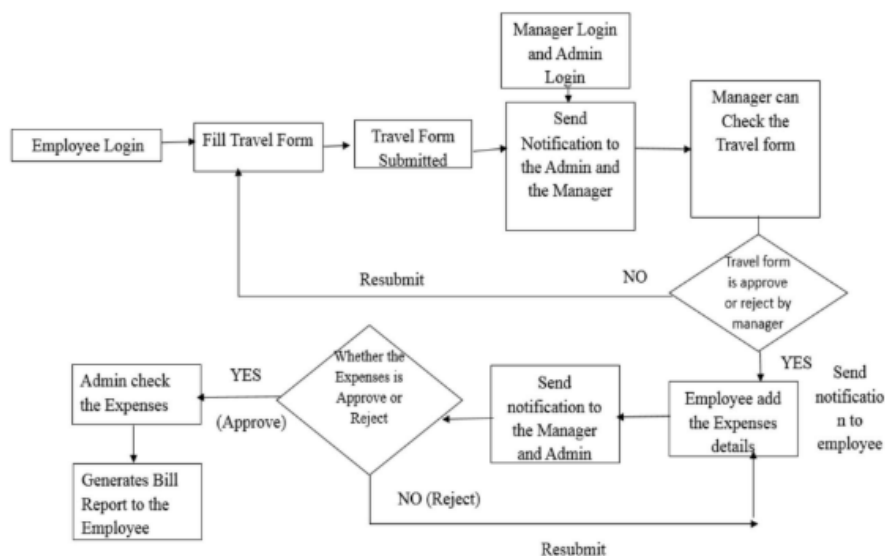 Manager Login
and Admin
Login
Employee Login
Fill Travel Form
Travel Form
Submitted
Send
Notification to
the Admin and
the Manager
Manager can
Check the
Travel form
Resubmit
NO
Travel form
is approve
or reject by
manager
YES
Send
notificatio
n to
employee
Employee add
the Expenses
details
Send
notification to
the Manager
and Admin
Whether the
Expenses is
Approve or
Reject
YES
(Approve)
Admin check
the Expenses
Generates Bill
Report to the
Employee
NO (Reject)
Resubmit